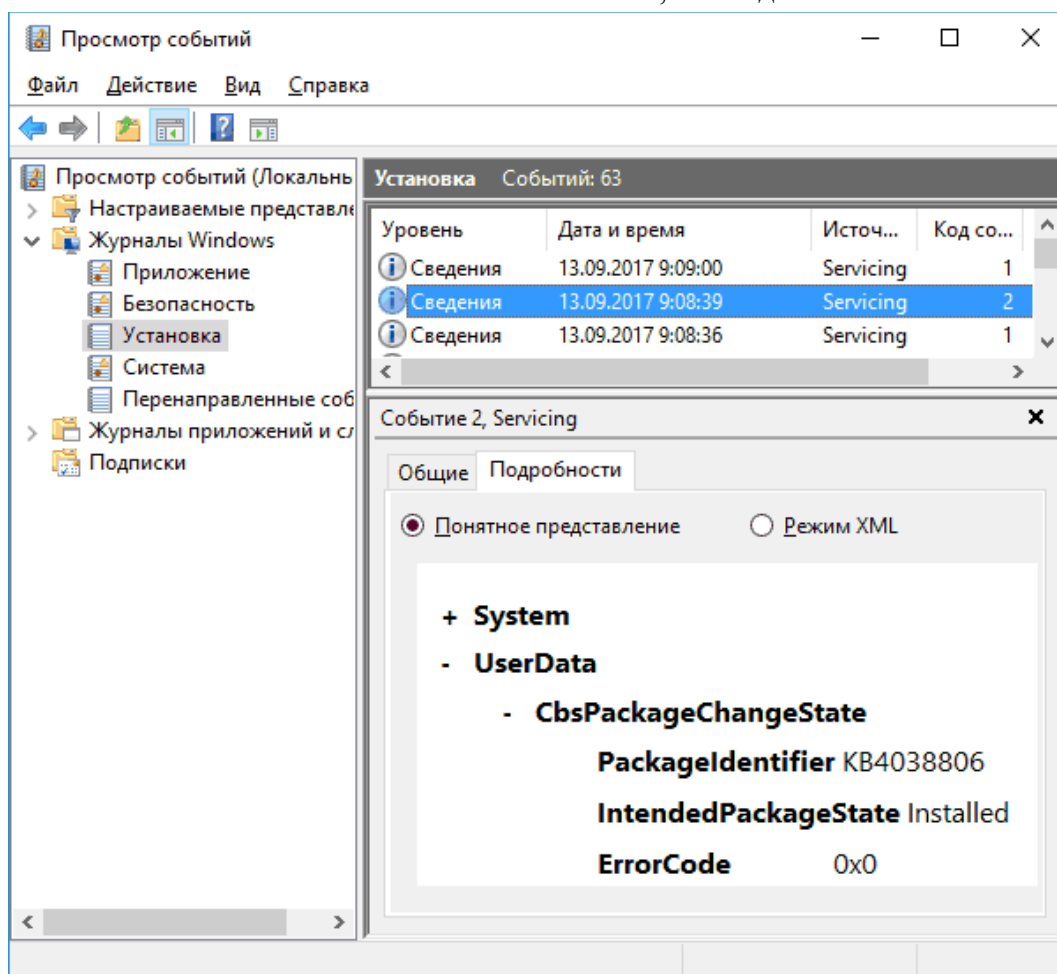 Просмотр событий
Файл Действие Вид Справка
Просмотр событий (Локальнь
Настраиваемые представле
Журналы Windows
Приложение
Безопасность
Установка
Система
Перенаправленные соб
Журналы приложений и сл
Подписки
Установка Событий: 63
Уровень Дата и время Источ... Код со...
Сведения 13.09.2017 9:09:00 Servicing 1
Сведения 13.09.2017 9:08:39 Servicing 2
Сведения 13.09.2017 9:08:36 Servicing 1
Событие 2, Servicing
Общие Подробности
Понятное представление Режим XML
+ System
- UserData
- CbsPackageChangeState
PackageIdentifier KB4038806
IntendedPackageState Installed
ErrorCode 0x0